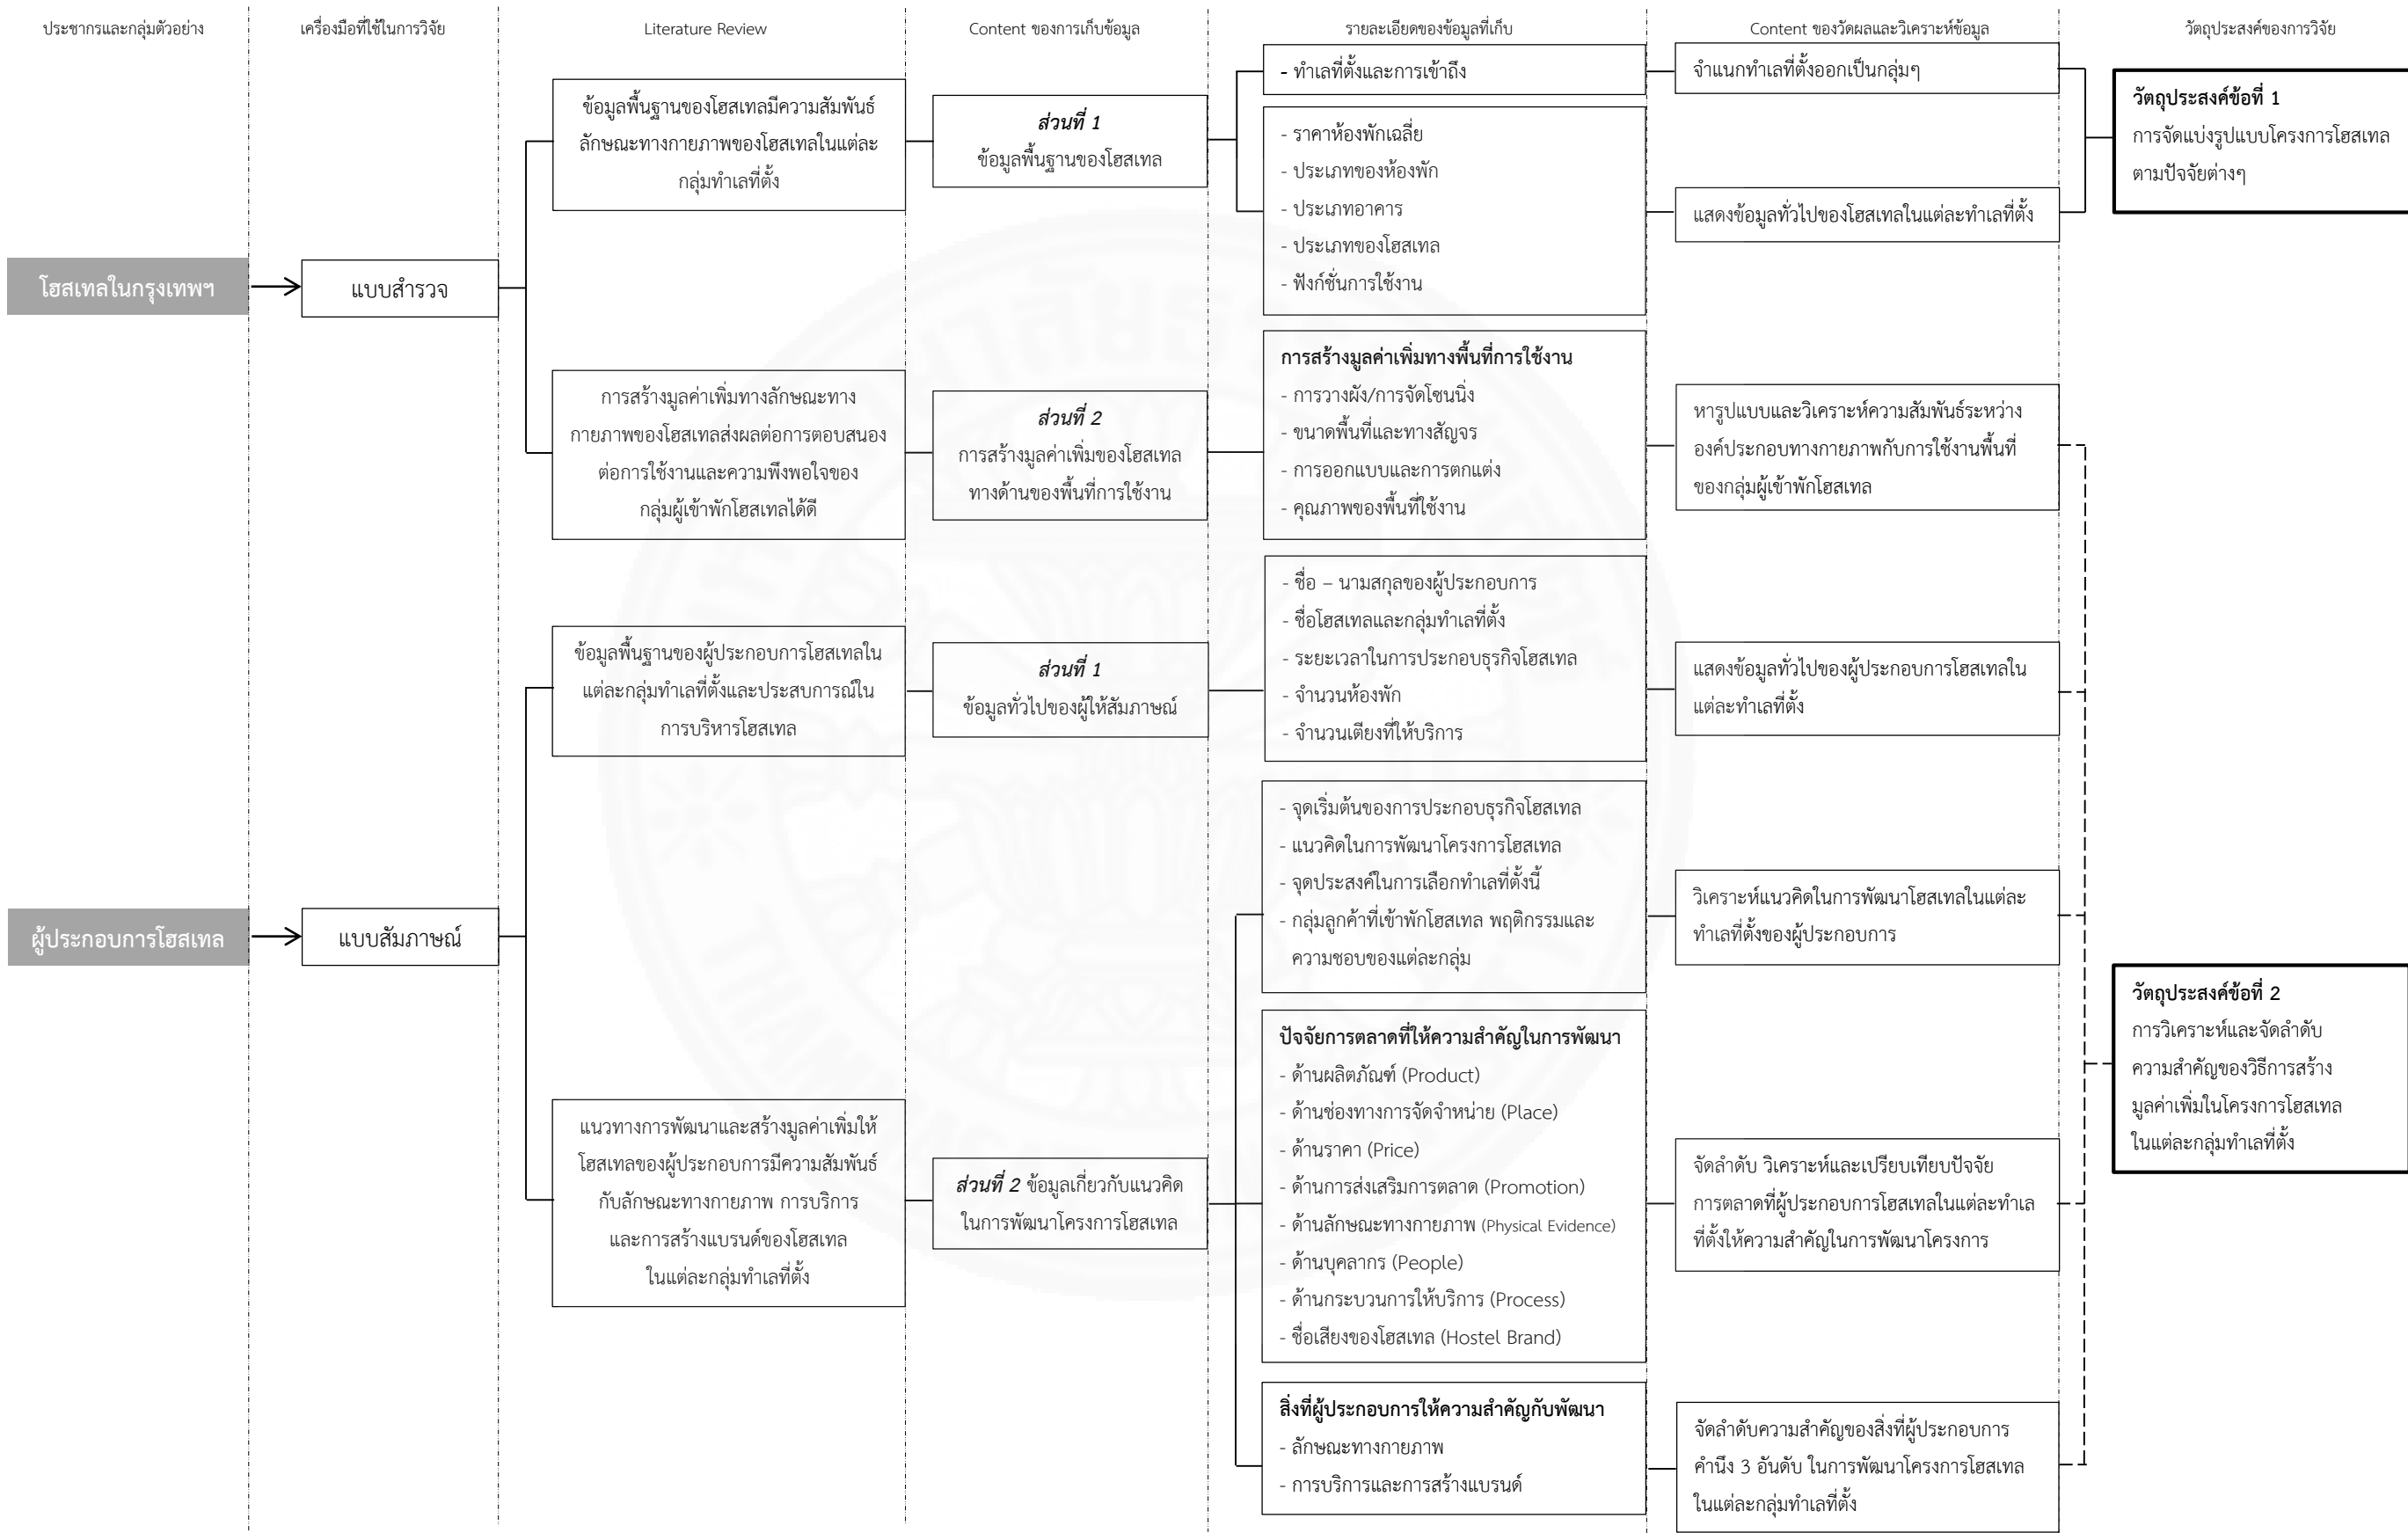 ประชากรและกลุ่มตัวอย่าง
เครื่องมือที่ใช้ในการวิจัย
Literature Review
Content ของการเก็บข้อมูล
รายละเอียดของข้อมูลที่เก็บ
Content ของวัดผลและวิเคราะห์ข้อมูล
วัตถุประสงค์ของการวิจัย
โฮสเทลในกรุงเทพฯ
แบบสำรวจ
ข้อมูลพื้นฐานของโฮสเทลมีความสัมพันธ์
ลักษณะทางกายภาพของโฮสเทลในแต่ละ
กลุ่มทำเลที่ตั้ง
ส่วนที่ 1
ข้อมูลพื้นฐานของโฮสเทล
- ทำเลที่ตั้งและการเข้าถึง
จำแนกทำเลที่ตั้งออกเป็นกลุ่มๆ
- ราคาห้องพักเฉลี่ย
- ประเภทของห้องพัก
- ประเภทอาคาร
- ประเภทของโฮสเทล
- ฟังก์ชั่นการใช้งาน
แสดงข้อมูลทั่วไปของโฮสเทลในแต่ละทำเลที่ตั้ง
วัตถุประสงค์ข้อที่ 1
การจัดแบ่งรูปแบบโครงการโฮสเทล
ตามปัจจัยต่างๆ
การสร้างมูลค่าเพิ่มทางลักษณะทาง
กายภาพของโฮสเทลส่งผลต่อการตอบสนอง
ต่อการใช้งานและความพึงพอใจของ
กลุ่มผู้เข้าพักโฮสเทลได้ดี
ส่วนที่ 2
การสร้างมูลค่าเพิ่มของโฮสเทล
ทางด้านของพื้นที่การใช้งาน
การสร้างมูลค่าเพิ่มทางพื้นที่การใช้งาน
- การวางผัง/การจัดโซนนิ่ง
- ขนาดพื้นที่และทางสัญจร
- การออกแบบและการตกแต่ง
- คุณภาพของพื้นที่ใช้งาน
หารูปแบบและวิเคราะห์ความสัมพันธ์ระหว่าง
องค์ประกอบทางกายภาพกับการใช้งานพื้นที่
ของกลุ่มผู้เข้าพักโฮสเทล
ผู้ประกอบการโฮสเทล
แบบสัมภาษณ์
ข้อมูลพื้นฐานของผู้ประกอบการโฮสเทลใน
แต่ละกลุ่มทำเลที่ตั้งและประสบการณ์ใน
การบริหารโฮสเทล
ส่วนที่ 1
ข้อมูลทั่วไปของผู้ให้สัมภาษณ์
- ชื่อ – นามสกุลของผู้ประกอบการ
- ชื่อโฮสเทลและกลุ่มทำเลที่ตั้ง
- ระยะเวลาในการประกอบธุรกิจโฮสเทล
- จำนวนห้องพัก
- จำนวนเตียงที่ให้บริการ
แสดงข้อมูลทั่วไปของผู้ประกอบการโฮสเทลใน
แต่ละทำเลที่ตั้ง
แนวทางการพัฒนาและสร้างมูลค่าเพิ่มให้
โฮสเทลของผู้ประกอบการมีความสัมพันธ์
กับลักษณะทางกายภาพ การบริการ
และการสร้างแบรนด์ของโฮสเทล
ในแต่ละกลุ่มทำเลที่ตั้ง
ส่วนที่ 2 ข้อมูลเกี่ยวกับแนวคิด
ในการพัฒนาโครงการโฮสเทล
- จุดเริ่มต้นของการประกอบธุรกิจโฮสเทล
- แนวคิดในการพัฒนาโครงการโฮสเทล
- จุดประสงค์ในการเลือกทำเลที่ตั้งนี้
- กลุ่มลูกค้าที่เข้าพักโฮสเทล พฤติกรรมและ
ความชอบของแต่ละกลุ่ม
วิเคราะห์แนวคิดในการพัฒนาโฮสเทลในแต่ละ
ทำเลที่ตั้งของผู้ประกอบการ
ปัจจัยการตลาดที่ให้ความสำคัญในการพัฒนา
- ด้านผลิตภัณฑ์ (Product)
- ด้านช่องทางการจัดจำหน่าย (Place)
- ด้านราคา (Price)
- ด้านการส่งเสริมการตลาด (Promotion)
- ด้านลักษณะทางกายภาพ (Physical Evidence)
- ด้านบุคลากร (People)
- ด้านกระบวนการให้บริการ (Process)
- ชื่อเสียงของโฮสเทล (Hostel Brand)
จัดลำดับ วิเคราะห์และเปรียบเทียบปัจจัย
การตลาดที่ผู้ประกอบการโฮสเทลในแต่ละทำเล
ที่ตั้งให้ความสำคัญในการพัฒนาโครงการ
สิ่งที่ผู้ประกอบการให้ความสำคัญกับพัฒนา
- ลักษณะทางกายภาพ
- การบริการและการสร้างแบรนด์
จัดลำดับความสำคัญของสิ่งที่ผู้ประกอบการ
คำนึง 3 อันดับ ในการพัฒนาโครงการโฮสเทล
ในแต่ละกลุ่มทำเลที่ตั้ง
วัตถุประสงค์ข้อที่ 2
การวิเคราะห์และจัดลำดับ
ความสำคัญของวิธีการสร้าง
มูลค่าเพิ่มในโครงการโฮสเทล
ในแต่ละกลุ่มทำเลที่ตั้ง